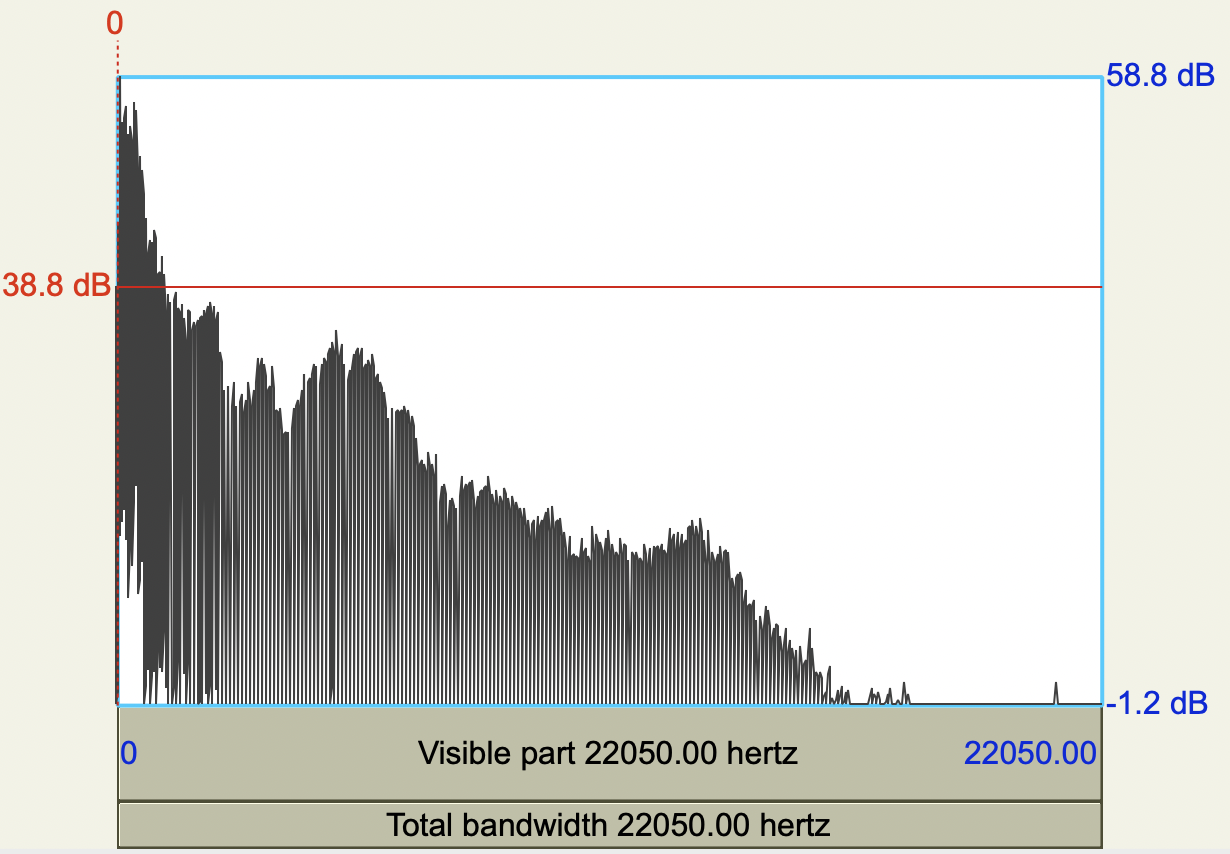 0
58.8 dB
38.8 dB
-1.2 dB
0 Visible part 22050.00 hertz 22050.00
Total bandwidth 22050.00 hertz